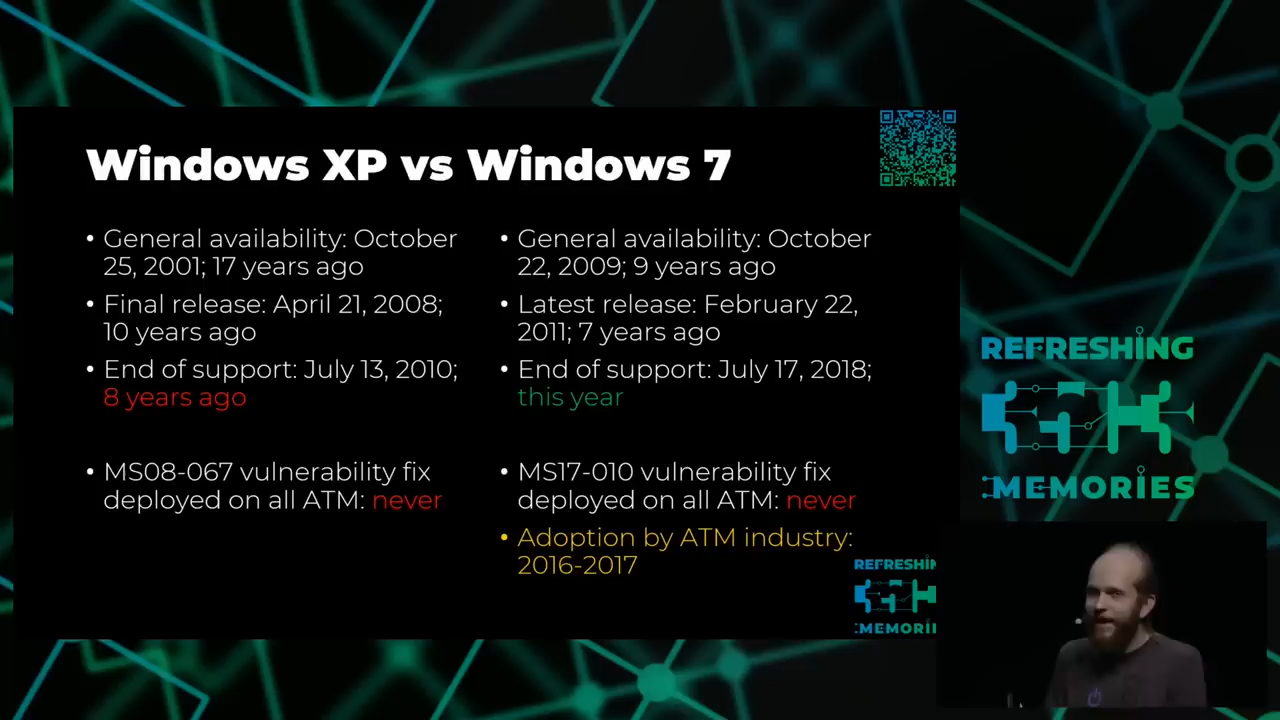 Windows XP vs Windows 7
• General availability: October
25, 2001; 17 years ago
• Final release: April 21, 2008;
10 years ago
• End of support: July 13, 2010;
8 years ago
• MS08-067 vulnerability fix
deployed on all ATM: never
• General availability: October
22, 2009; 9 years ago
• Latest release: February 22,
2011; 7 years ago
• End of support: July 17, 2018;
this year
• MS17-010 vulnerability fix
deployed on all ATM: never
• Adoption by ATM industry:
2016-2017
REFRESHIN
:MEMORI
REFRESHING
:MEMORIES